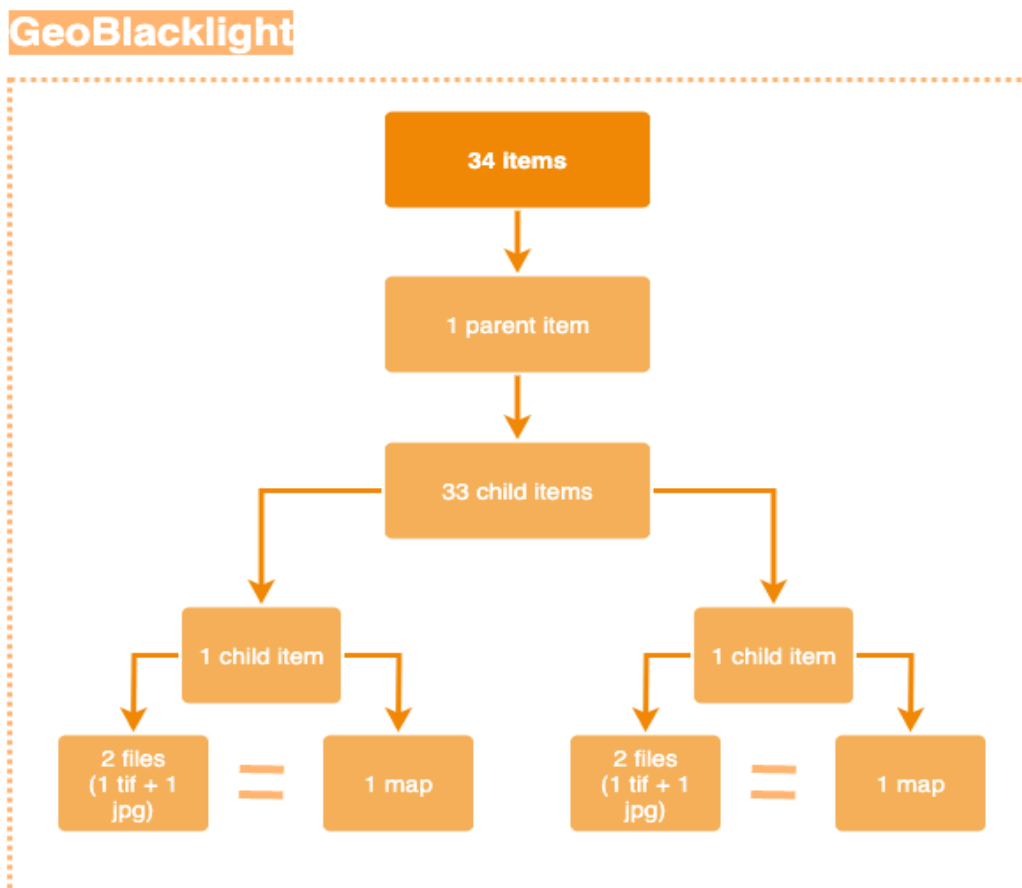 GeoBlacklight
34 items
1 parent item
33 child items
1 child item
1 child item
2 files
(1 tif + 1
jpg)
=
1 map
2 files
(1 tif + 1
jpg)
=
1 map